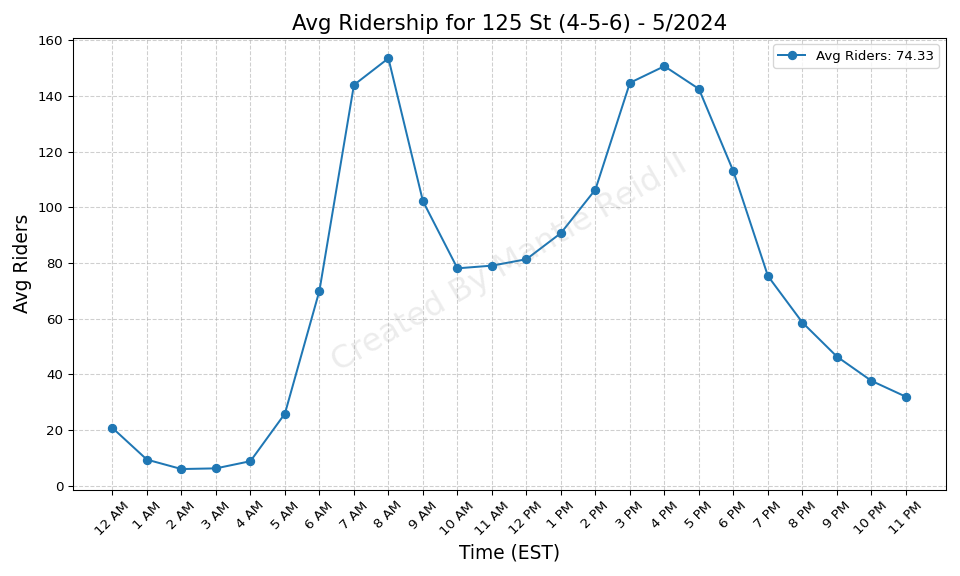 Avg Ridership for 125 St (4-5-6) - 5/2024
Avg Riders: 74.33
160
140
120
100
80
60
40
20
0
Avg Riders
Created By Mantie Reid II
12 AM
1 AM
2 AM
3 AM
4 AM
5 AM
6 AM
7 AM
8 AM
9 AM
10 AM
11 AM
12 PM
1 PM
2 PM
3 PM
4 PM
5 PM
6 PM
7 PM
8 PM
9 PM
10 PM
11 PM
Time (EST)